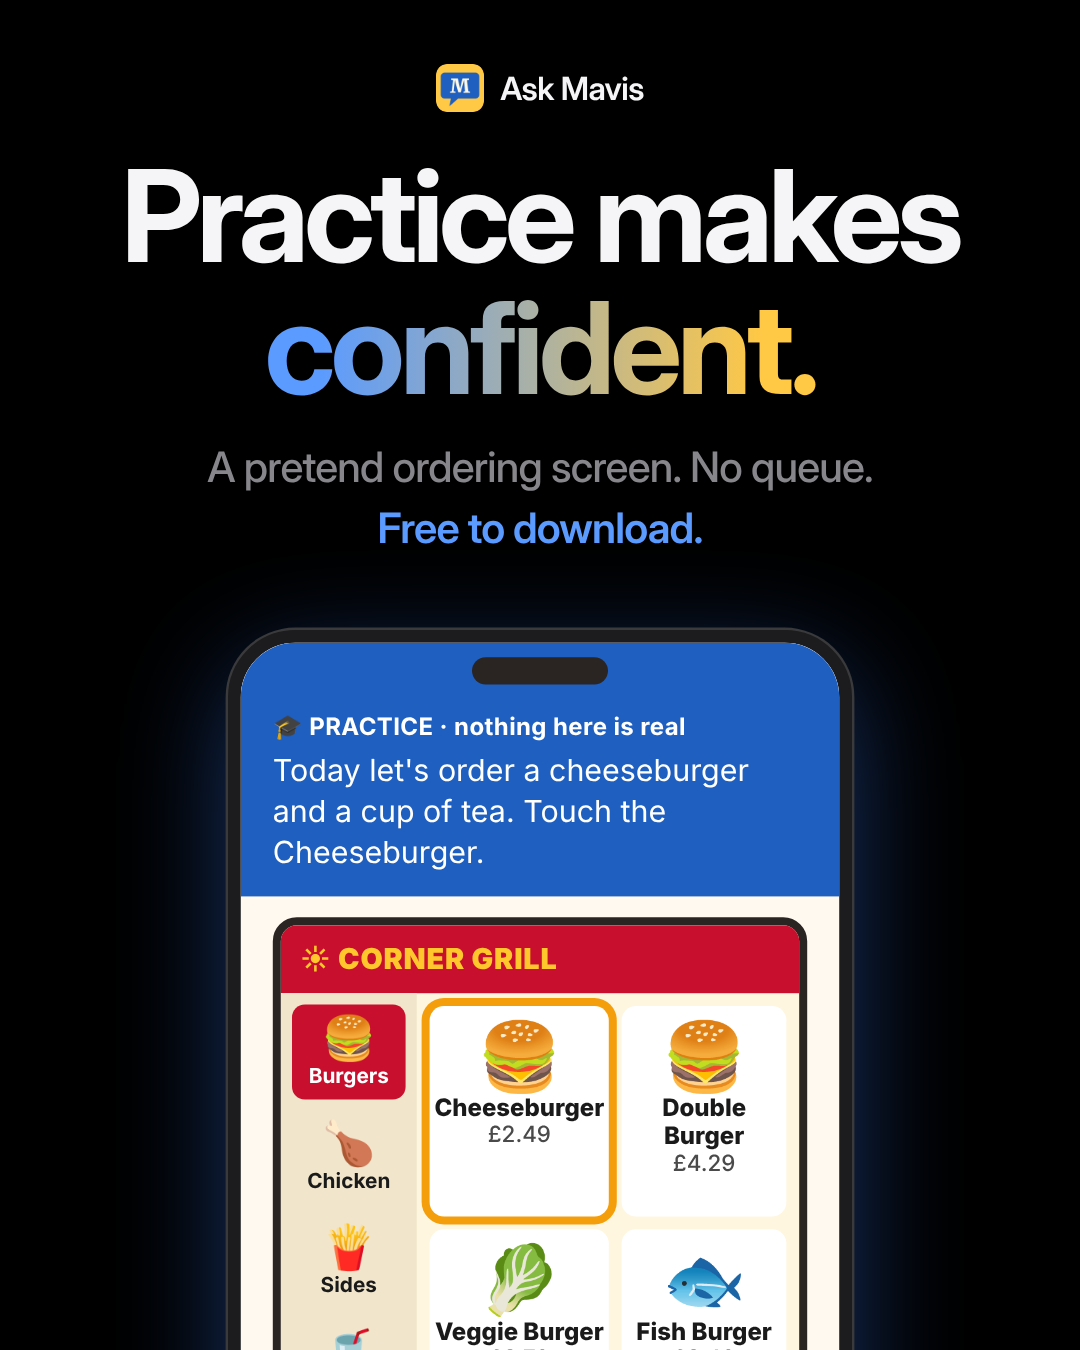 M Ask Mavis
Practice makes
confident.
A pretend ordering screen. No queue.
Free to download.
🎓 PRACTICE · nothing here is real
Today let's order a cheeseburger
and a cup of tea. Touch the
Cheeseburger.
CORNER GRILL
Burgers
Cheeseburger
£2.49
Double
Burger
£4.29
Chicken
Sides
Veggie Burger
Fish Burger